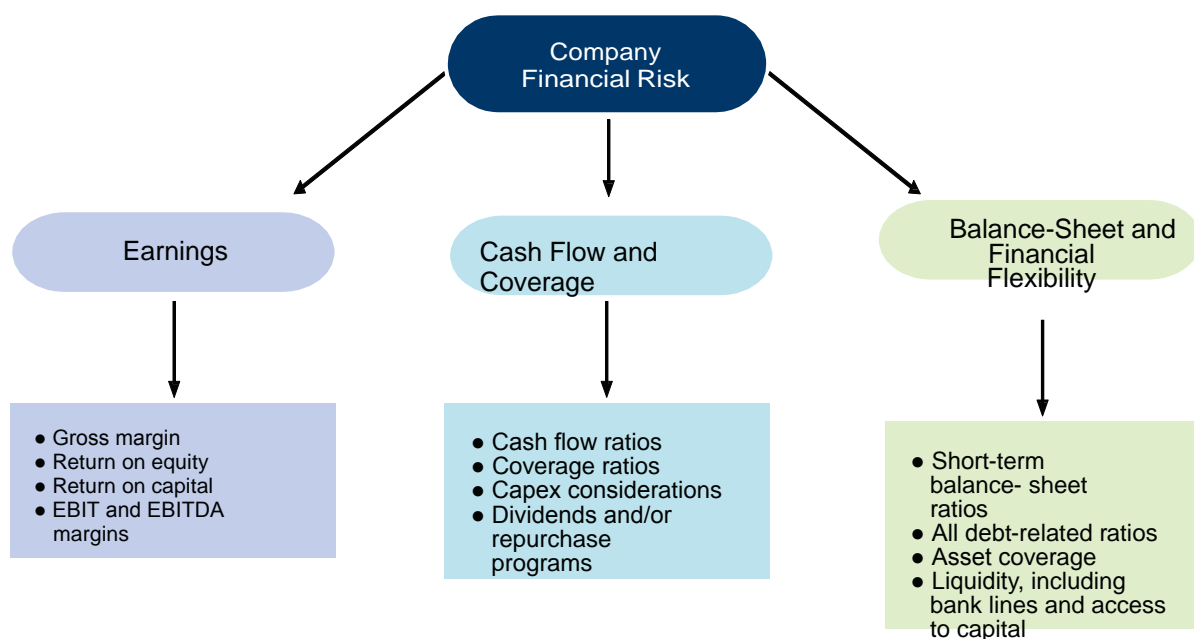 Company
Financial Risk
Earnings
Cash Flow and
Coverage
Balance-Sheet and
Financial
Flexibility
● Gross margin
● Return on equity
● Return on capital
● EBIT and EBITDA
margins
● Cash flow ratios
● Coverage ratios
● Capex considerations
● Dividends and/or
repurchase
programs
● Short-term
balance- sheet
ratios
● All debt-related ratios
● Asset coverage
● Liquidity, including
bank lines and access
to capital